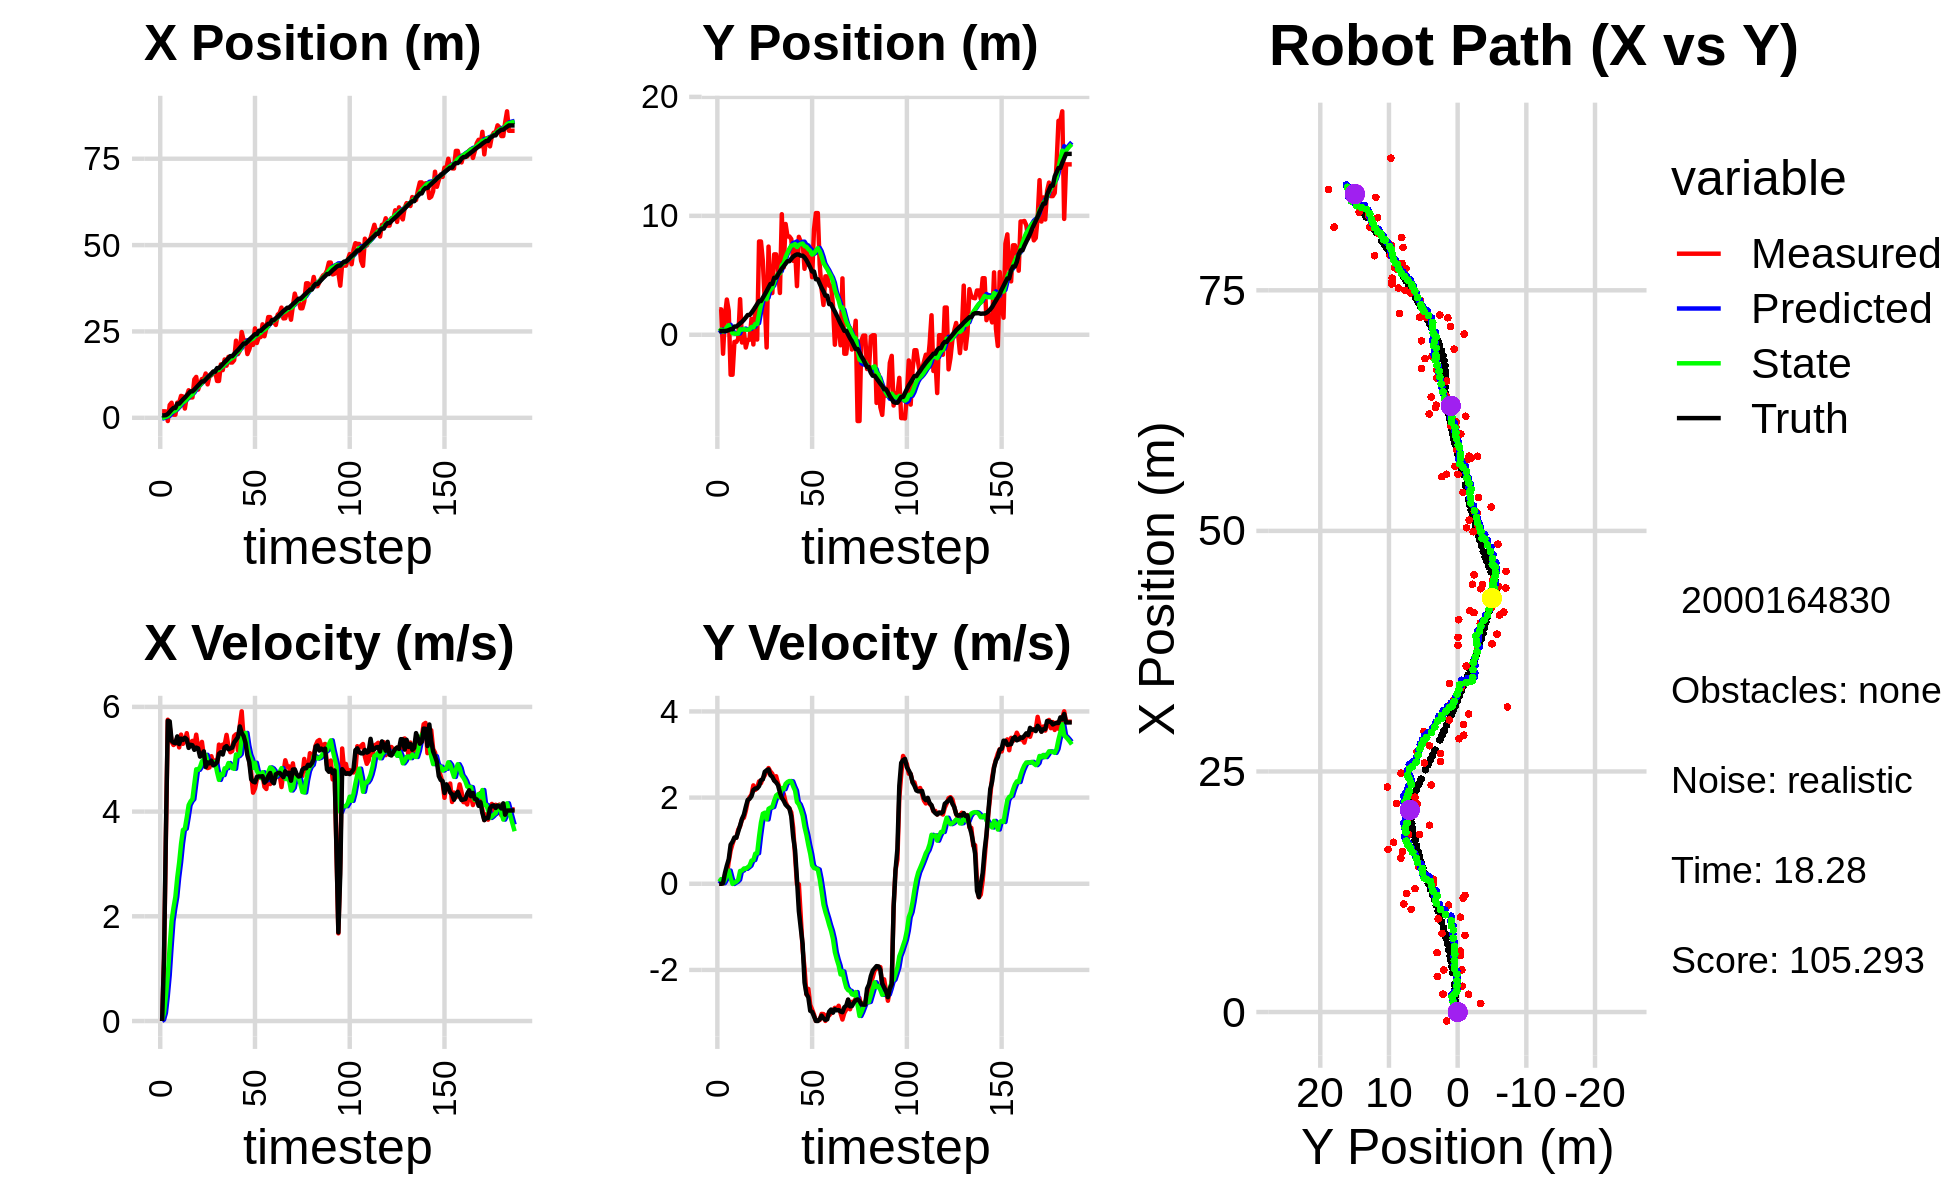 X Position (m)
75
50
25
0
0
50
100
150
timestep
Y Position (m)
20
10
0
0
50
100
150
timestep
X Velocity (m/s)
6
4
2
0
0
50
100
150
timestep
Y Velocity (m/s)
4
2
0
-2
0
50
100
150
timestep
Robot Path (X vs Y)
X Position (m)
75
50
25
0
20 10 0 -10 -20
Y Position (m)
variable
Measured
Predicted
State
Truth
2000164830
Obstacles: none
Noise: realistic
Time: 18.28
Score: 105.293